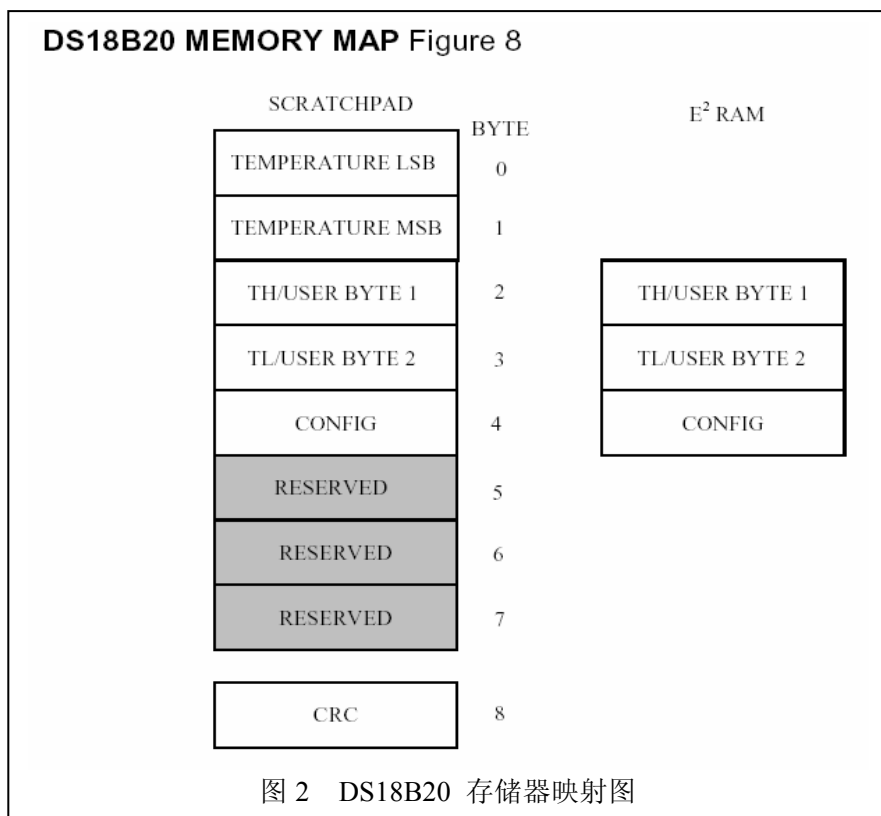 DS18B20 MEMORY MAP Figure 8
SCRATCHPAD
BYTE
E² RAM
TEMPERATURE LSB 0
TEMPERATURE MSB 1
TH/USER BYTE 1 2 TH/USER BYTE 1
TL/USER BYTE 2 3 TL/USER BYTE 2
CONFIG 4 CONFIG
RESERVED 5
RESERVED 6
RESERVED 7
CRC 8
图 2 DS18B20 存储器映射图